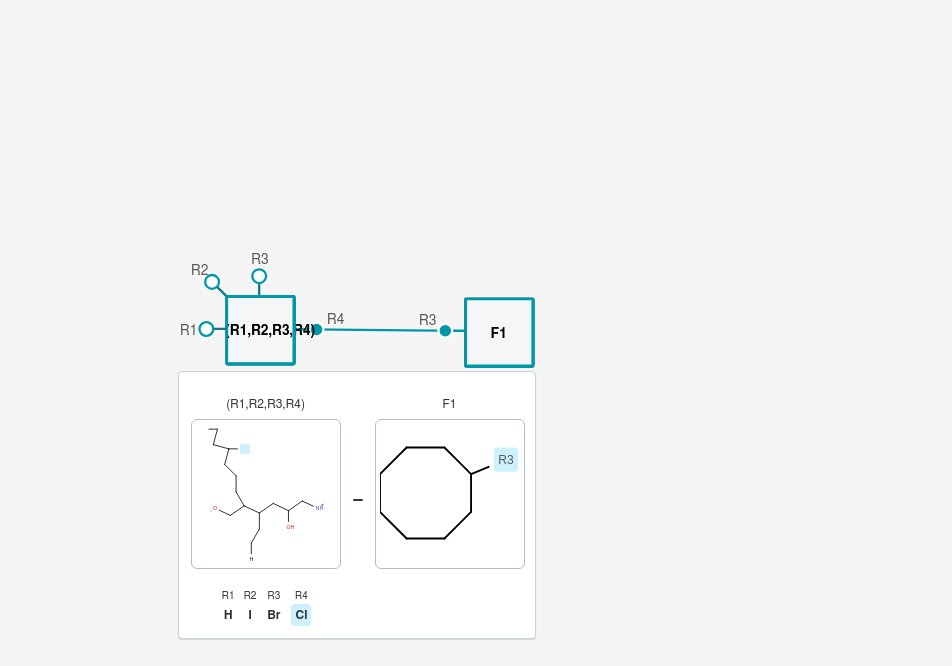 R3
R2
R1
(R1,R2,R3,R4)
R4
R3
F1
(R1,R2,R3,R4)
F1
R3
O
NH
OH
H
R1 R2 R3 R4
H I Br Cl